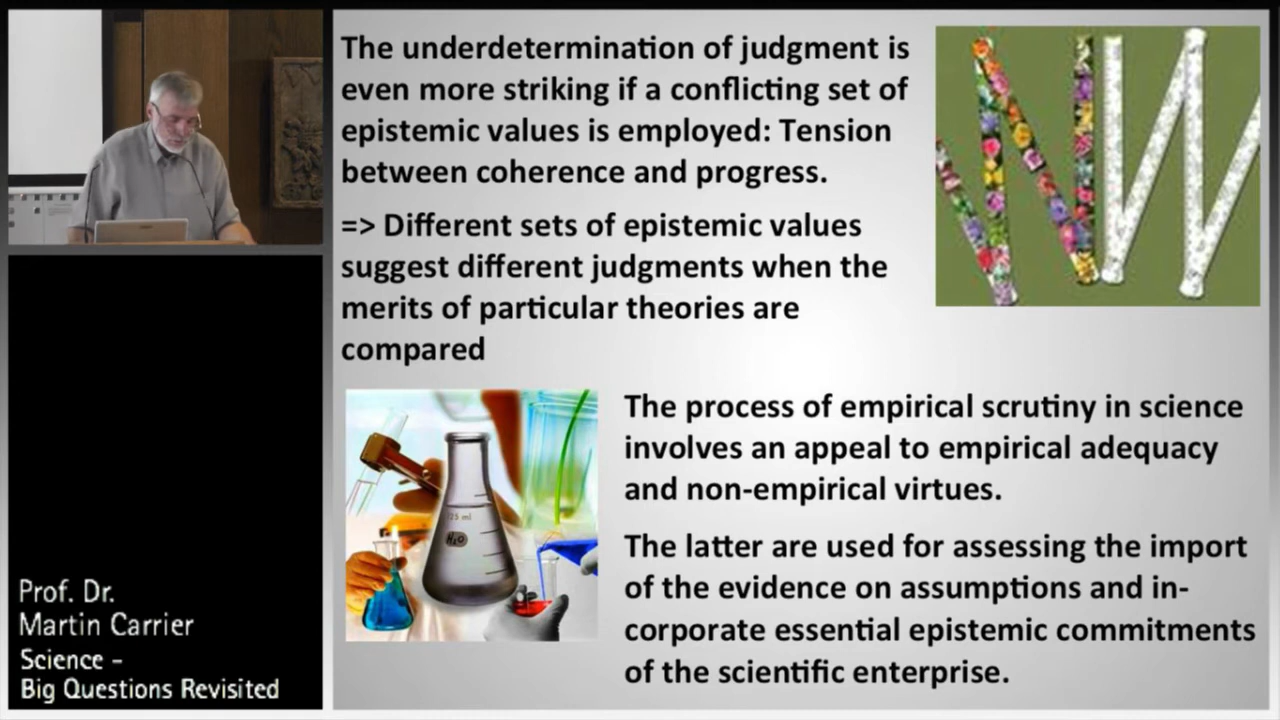 The underdetermination of judgment is
even more striking if a conflicting set of
epistemic values is employed: Tension
between coherence and progress.
=> Different sets of epistemic values
suggest different judgments when the
merits of particular theories are
compared
The process of empirical scrutiny in science
involves an appeal to empirical adequacy
and non-empirical virtues.
The latter are used for assessing the import
of the evidence on assumptions and in-
corporate essential epistemic commitments
of the scientific enterprise.
25 ml
H₂O
Prof. Dr.
Martin Carrier
Science –
Big Questions Revisited